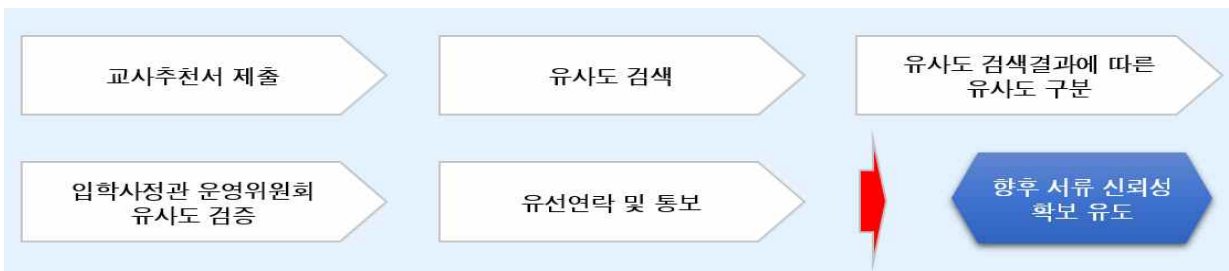 교사추천서 제출
유사도 검색
유사도 검색결과에 따른
유사도 구분
입학사정관 운영위원회
유사도 검증
유선연락 및 통보
향후 서류 신뢰성
확보 유도